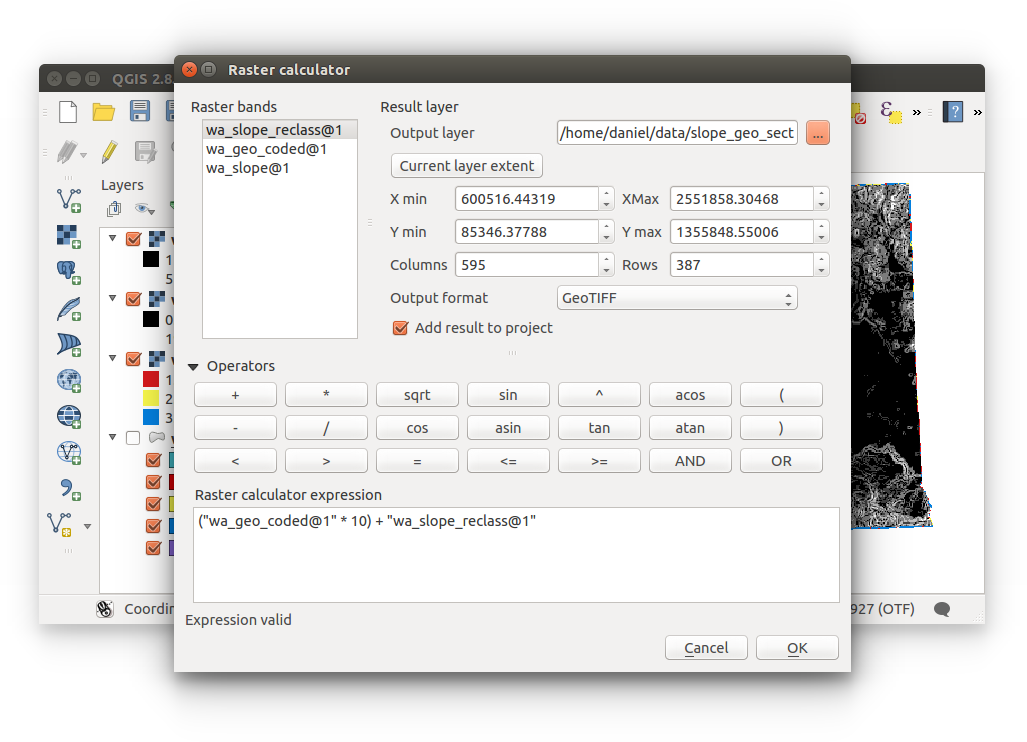 QGIS 2.8
Raster calculator
Raster bands
wa_slope_reclass@1
wa_geo_coded@1
wa_slope@1
Result layer
Output layer /home/daniel/data/slope_geo_sect ...
Current layer extent
X min 600516.44319 XMax 2551858.30468
Y min 85346.37788 Y max 1355848.55006
Columns 595 Rows 387
Output format GeoTIFF
Add result to project
Operators
+ * sqrt sin ^ acos (
- / cos asin tan atan )
< > = <= >= AND OR
Raster calculator expression
("wa_geo_coded@1" * 10) + "wa_slope_reclass@1"
Expression valid
Cancel OK
Layers
1
5
0
1
1
2
3
Coordin
927 (OTF)
» ? »